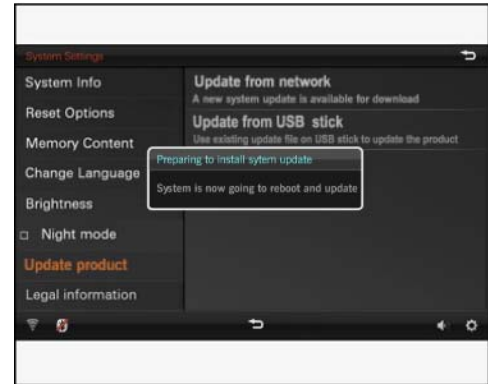 System Settings
System Info
Reset Options
Memory Content
Change Language
Brightness
Night mode
Update product
Legal information
Update from network
A new system update is available for download
Update from USB stick
Use existing update file on USB stick to update the product
Preparing to install sytem update
System is now going to reboot and update